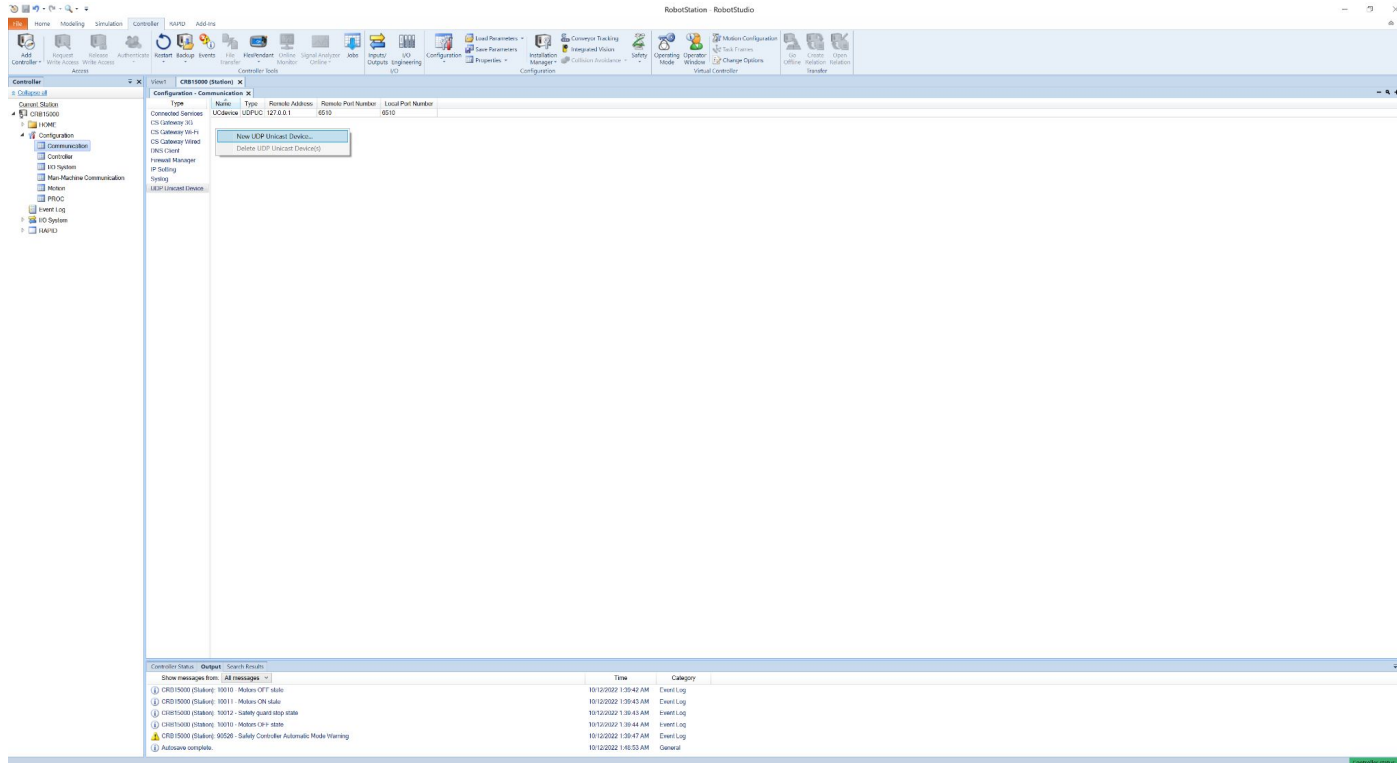 RobotStation - RobotStudio
File Home Modeling Simulation Controller RAPID Add-Ins
Add Controller Request Write Access Release Write Access Authenticate Restart Backup Events File Transfer FlexPendant Online Monitor Signal Analyzer Online Jobs Inputs/ Outputs I/O Engineering Configuration Load Parameters Save Parameters Properties Installation Manager Conveyor Tracking Integrated Vision Collision Avoidance Safety Operating Mode Operator Window Motion Configuration Task Frames Change Options Go Offline Create Relation Open Relation
Access Controller Tools I/O Configuration Virtual Controller Transfer
Controller
Collapse all
Current Station
CRB15000
HOME
Configuration
Communication
Controller
I/O System
Man-Machine Communication
Motion
PROC
Event Log
I/O System
RAPID
View1 CRB15000 (Station)
Configuration - Communication
Type
Connected Services
CS Gateway 3G
CS Gateway Wi-Fi
CS Gateway Wired
DNS Client
Firewall Manager
IP Setting
Syslog
UDP Unicast Device
Name Type Remote Address Remote Port Number Local Port Number
UCdevice UDPUC 127.0.0.1 6510 6510
New UDP Unicast Device...
Delete UDP Unicast Device(s)
Controller Status Output Search Results
Show messages from: All messages Time Category
CRB15000 (Station): 10010 - Motors OFF state 10/12/2022 1:39:42 AM Event Log
CRB15000 (Station): 10011 - Motors ON state 10/12/2022 1:39:43 AM Event Log
CRB15000 (Station): 10012 - Safety guard stop state 10/12/2022 1:39:43 AM Event Log
CRB15000 (Station): 10010 - Motors OFF state 10/12/2022 1:39:44 AM Event Log
CRB15000 (Station): 90526 - Safety Controller Automatic Mode Warning 10/12/2022 1:39:47 AM Event Log
Autosave complete. 10/12/2022 1:48:53 AM General